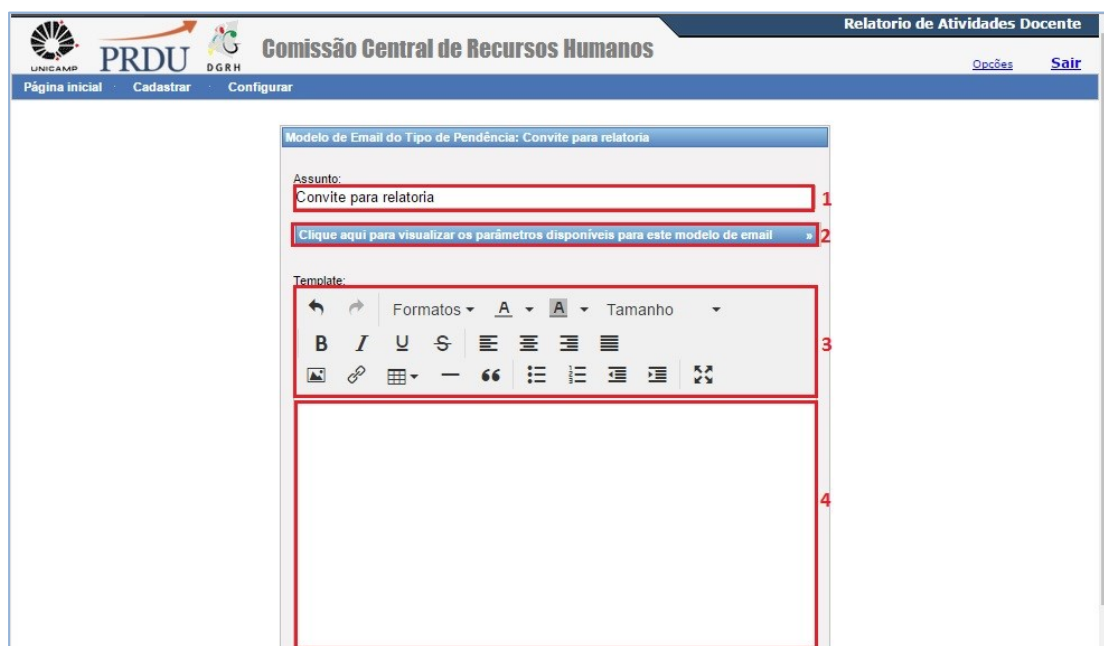 Relatorio de Atividades Docente
UNICAMP
PRDU
DGRH
Comissão Central de Recursos Humanos
Opções Sair
Página inicial Cadastrar Configurar
Modelo de Email do Tipo de Pendência: Convite para relatoria
Assunto:
Convite para relatoria
1
Clique aqui para visualizar os parâmetros disponíveis para este modelo de email »
2
Template:
Formatos A A Tamanho
B I U S
3
4